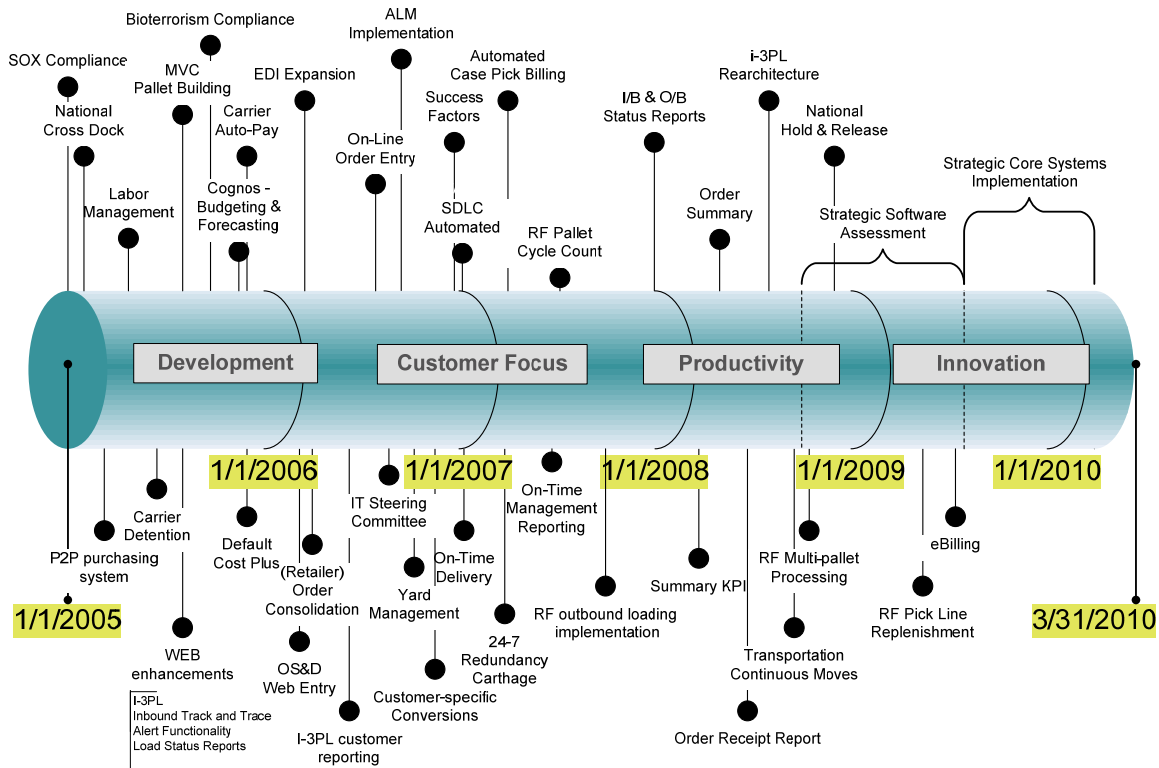 Bioterrorism Compliance
ALM
Implementation
SOX Compliance
MVC
Pallet Building
EDI Expansion
Automated
Case Pick Billing
i-3PL
Rearchitecture
National
Cross Dock
Carrier
Auto-Pay
Success
Factors
I/B & O/B
Status Reports
National
Hold & Release
On-Line
Order Entry
Strategic Core Systems
Implementation
Labor
Management
Cognos -
Budgeting &
Forecasting
SDLC
Automated
RF Pallet
Cycle Count
Order
Summary
Strategic Software
Assessment
Development
Customer Focus
Productivity
Innovation
1/1/2006
1/1/2007
1/1/2008
1/1/2009
1/1/2010
Carrier
Detention
IT Steering
Committee
On-Time
Management
Reporting
P2P purchasing
system
Default
Cost Plus
(Retailer)
Order
Consolidation
On-Time
Delivery
RF Multi-pallet
Processing
eBilling
1/1/2005
Yard
Management
RF outbound loading
implementation
Summary KPI
RF Pick Line
Replenishment
3/31/2010
WEB
enhancements
OS&D
Web Entry
24-7
Redundancy
Carthage
Transportation
Continuous Moves
I-3PL
Inbound Track and Trace
Alert Functionality
Load Status Reports
Customer-specific
Conversions
I-3PL customer
reporting
Order Receipt Report